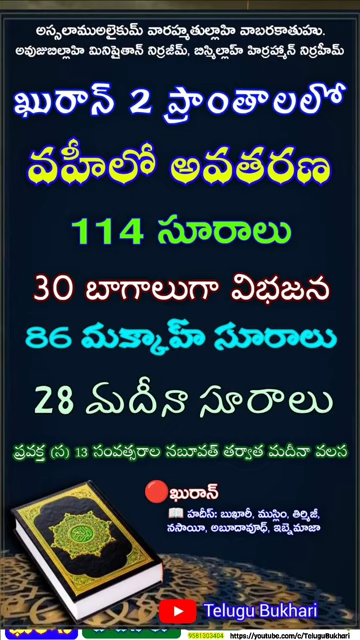 అస్సలాముఅలైకుమ్ వారహ్మతుల్లాహి వాబరకాతుహు.
అవుజుబిల్లాహి మినిషైతాన్ నిర్రజీమ్, బిస్మిల్లాహ్ హిర్రహ్మాన్ నిర్రహీమ్
ఖురాన్ 2 ప్రాంతాలలో
వహీలో అవతరణ
114 సూరాలు
30 బాగాలుగా విభజన
86 మక్కాహ్ సూరాలు
28 మదీనా సూరాలు
ప్రవక్త (స) 13 సంవత్సరాల నబూవత్ తర్వాత మదీనా వలస
ఖురాన్
హదీస్: బుఖారీ, ముస్లిం, తిర్మిజీ,
నసాయీ, అబూదావూద్, ఇబ్నెమాజా
Telugu Bukhari
9581303404 https://youtube.com/c/TeluguBukhari